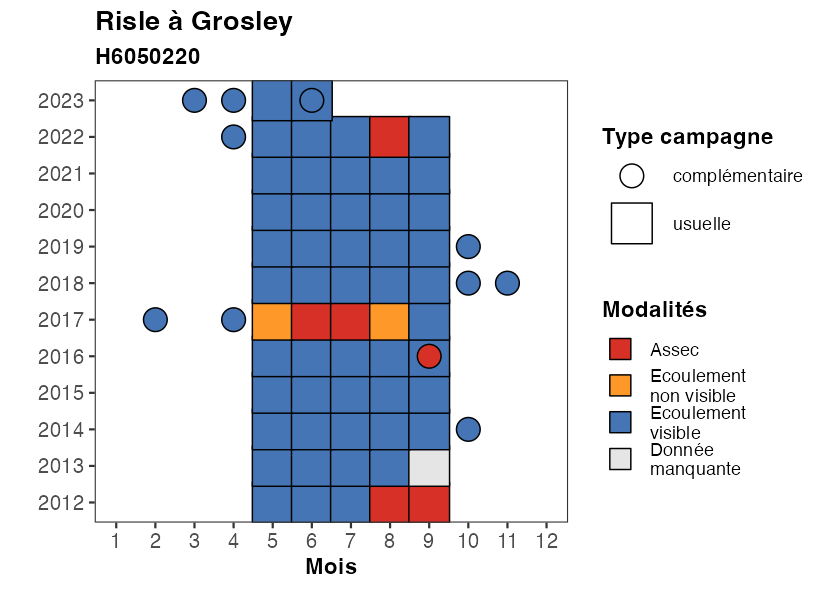 Risle à Grosley
H6050220
2023
2022
2021
2020
2019
2018
2017
2016
2015
2014
2013
2012
1 2 3 4 5 6 7 8 9 10 11 12
Mois
Type campagne
complémentaire
usuelle
Modalités
Assec
Ecoulement
non visible
Ecoulement
visible
Donnée
manquante